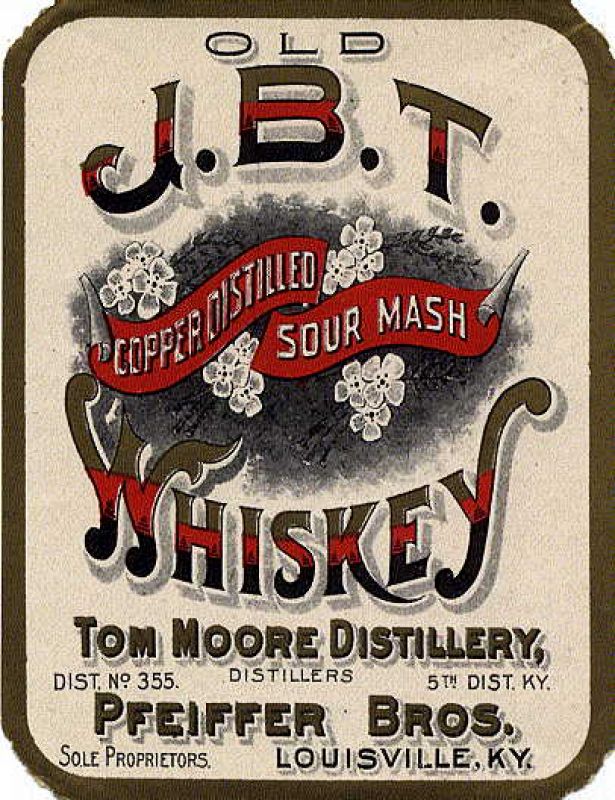 OLD
J.B.T.
COPPER DISTILLED
SOUR MASH
WHISKEY
TOM MOORE DISTILLERY,
DISTILLERS
DIST. Nº 355. 5TH DIST. KY.
PFEIFFER BROS.
SOLE PROPRIETORS. LOUISVILLE, KY.